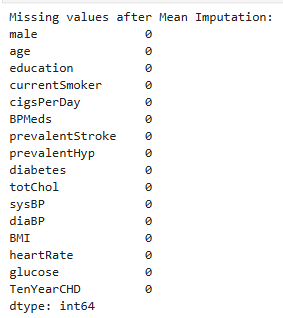 Missing values after Mean Imputation:
male 0
age 0
education 0
currentSmoker 0
cigsPerDay 0
BPMeds 0
prevalentStroke 0
prevalentHyp 0
diabetes 0
totChol 0
sysBP 0
diaBP 0
BMI 0
heartRate 0
glucose 0
TenYearCHD 0
dtype: int64